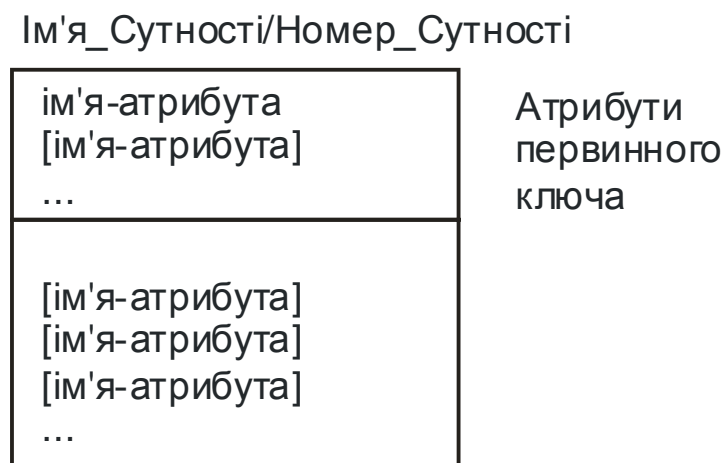 Ім'я_Сутності/Номер_Сутності
ім'я-атрибута
[ім'я-атрибута]
...
Атрибути
первинного
ключа
[ім'я-атрибута]
[ім'я-атрибута]
[ім'я-атрибута]
...